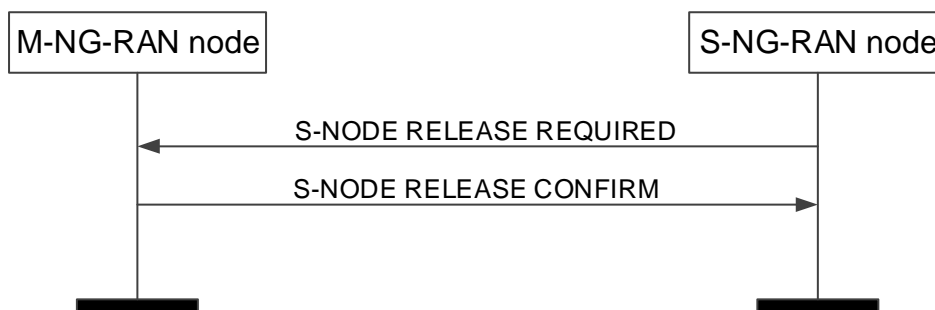 M-NG-RAN node
S-NG-RAN node
S-NODE RELEASE REQUIRED
S-NODE RELEASE CONFIRM